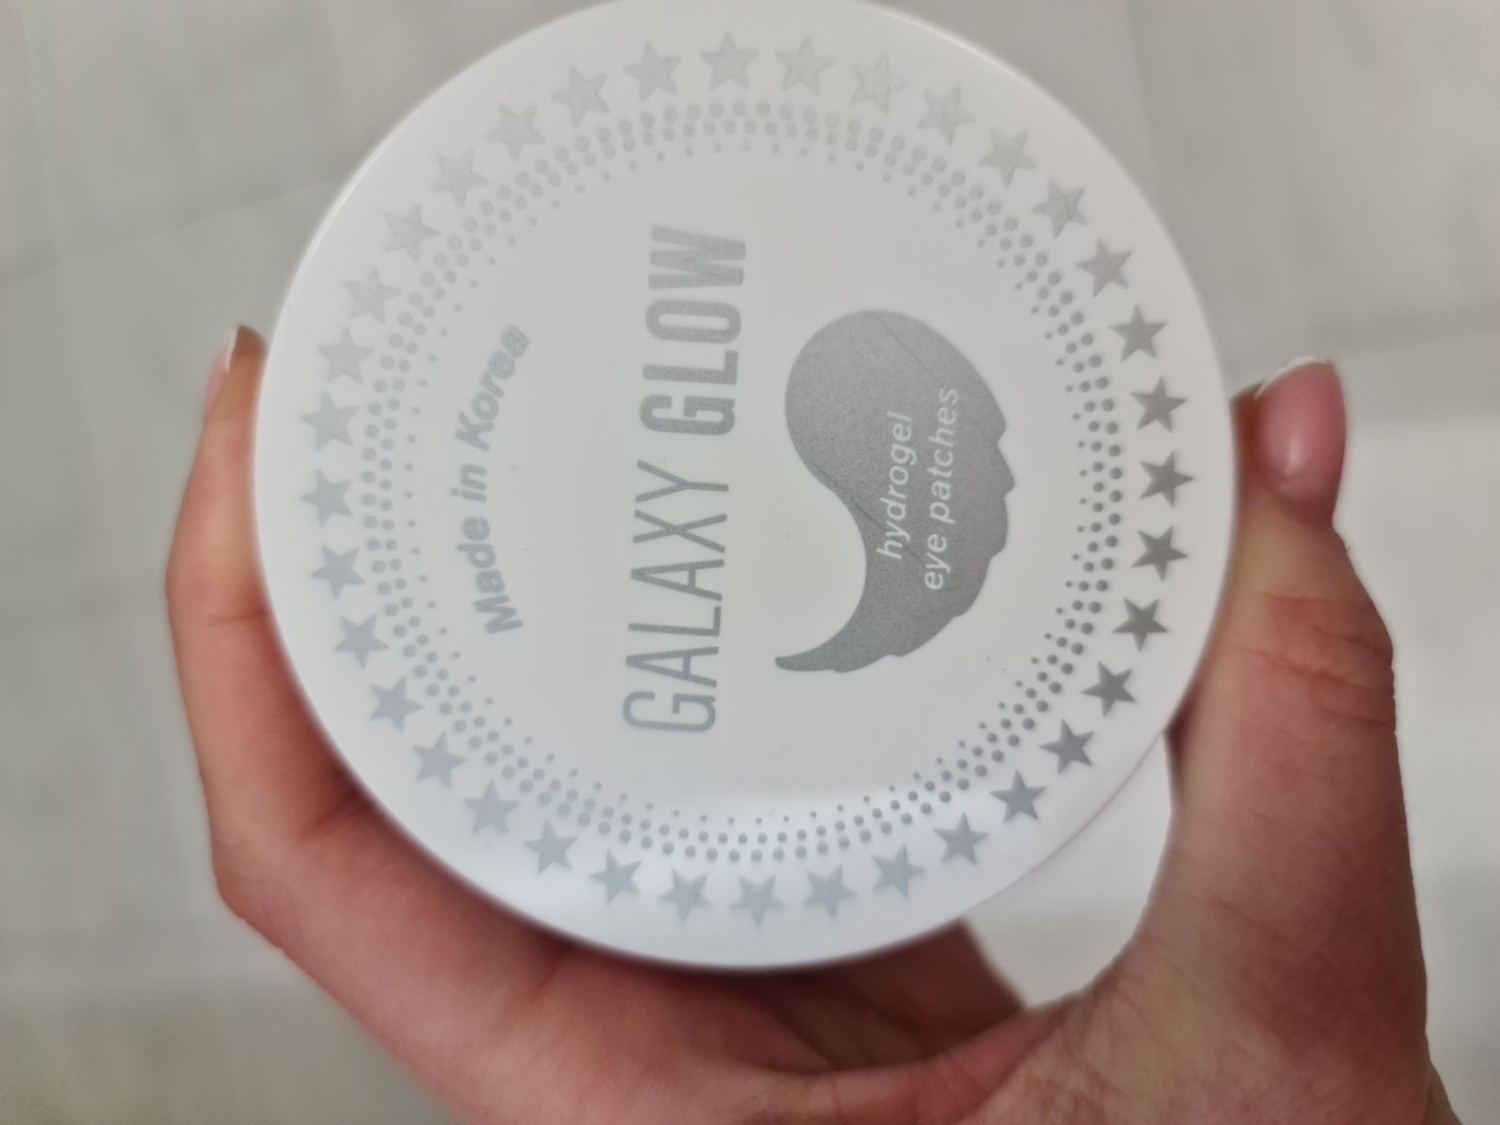 hydrogel
eye patches
GALAXY GLOW
Made in Korea